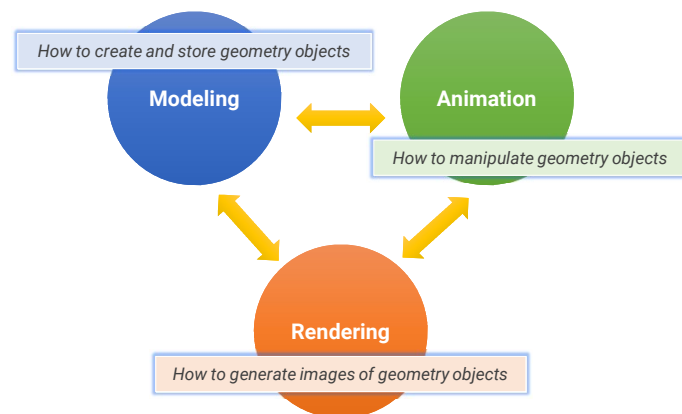 How to create and store geometry objects
Modeling
Animation
How to manipulate geometry objects
Rendering
How to generate images of geometry objects